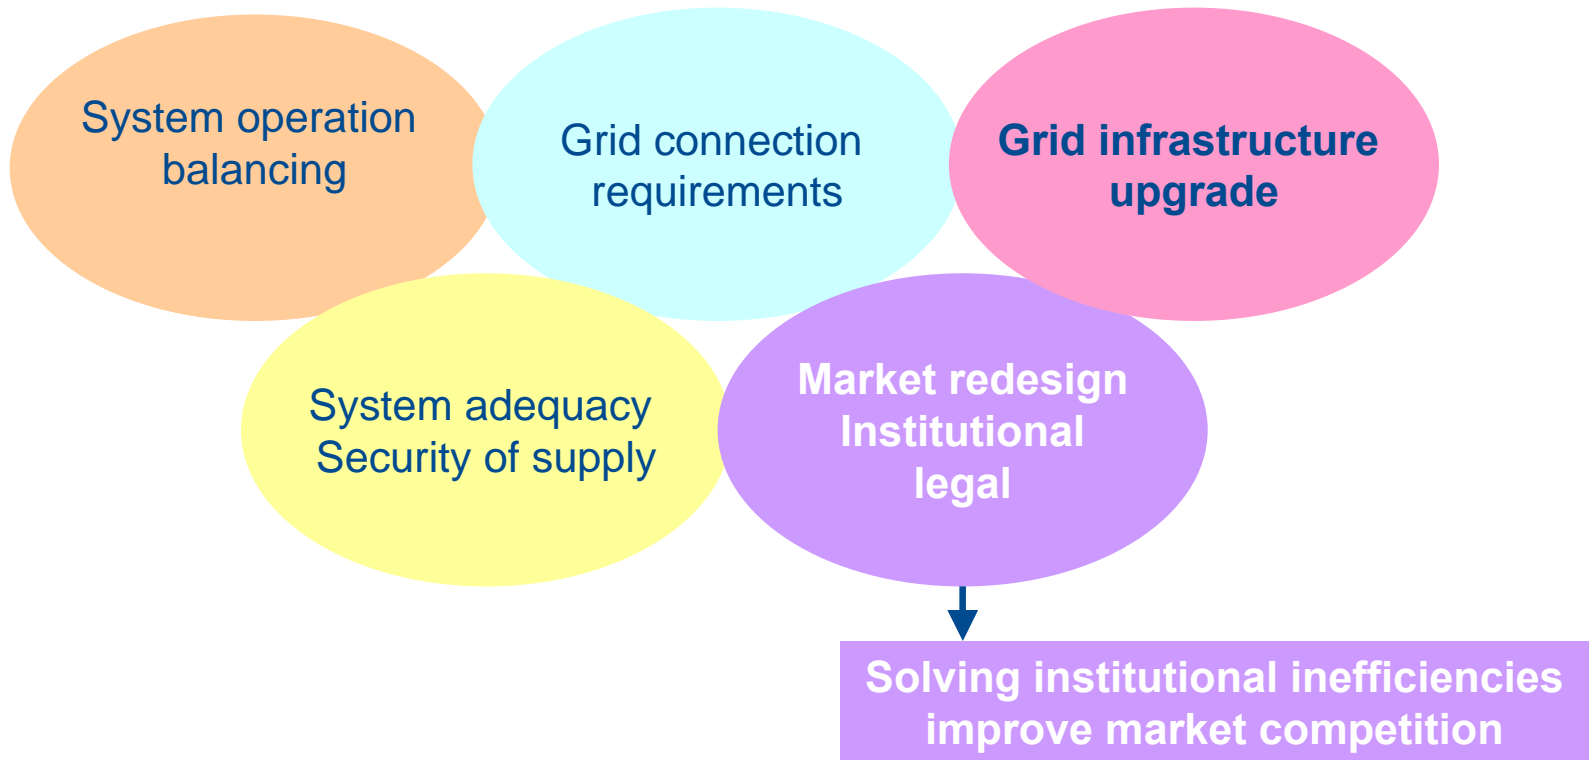 System operation
balancing
Grid connection
requirements
Grid infrastructure
upgrade
System adequacy
Security of supply
Market redesign
Institutional
legal
Solving institutional inefficiencies
improve market competition